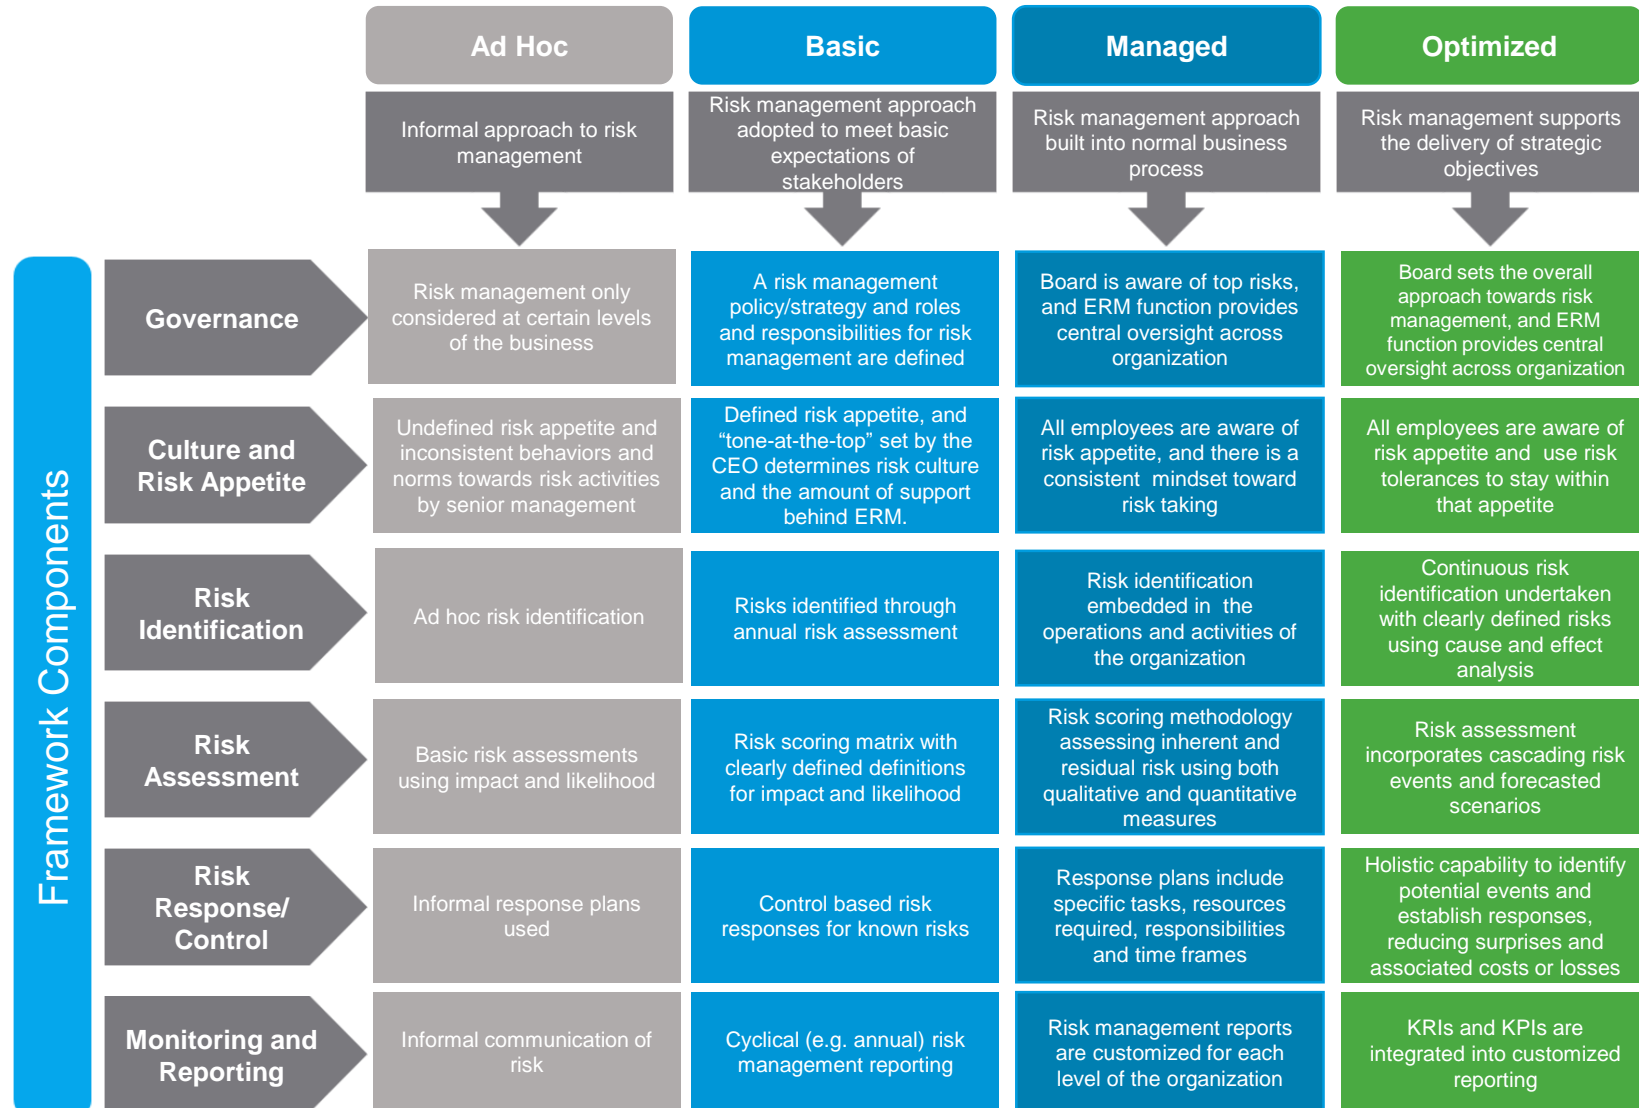 Ad Hoc
Basic
Managed
Optimized
Informal approach to risk
management
Risk management approach
adopted to meet basic
expectations of
stakeholders
Risk management approach
built into normal business
process
Risk management supports
the delivery of strategic
objectives
Framework Components
Governance
Risk management only
considered at certain levels
of the business
A risk management
policy/strategy and roles
and responsibilities for risk
management are defined
Board is aware of top risks,
and ERM function provides
central oversight across
organization
Board sets the overall
approach towards risk
management, and ERM
function provides central
oversight across organization
Culture and
Risk Appetite
Undefined risk appetite and
inconsistent behaviors and
norms towards risk activities
by senior management
Defined risk appetite, and
“tone-at-the-top” set by the
CEO determines risk culture
and the amount of support
behind ERM.
All employees are aware of
risk appetite, and there is a
consistent mindset toward
risk taking
All employees are aware of
risk appetite and use risk
tolerances to stay within
that appetite
Risk
Identification
Ad hoc risk identification
Risks identified through
annual risk assessment
Risk identification
embedded in the
operations and activities of
the organization
Continuous risk
identification undertaken
with clearly defined risks
using cause and effect
analysis
Risk
Assessment
Basic risk assessments
using impact and likelihood
Risk scoring matrix with
clearly defined definitions
for impact and likelihood
Risk scoring methodology
assessing inherent and
residual risk using both
qualitative and quantitative
measures
Risk assessment
incorporates cascading risk
events and forecasted
scenarios
Risk
Response/
Control
Informal response plans
used
Control based risk
responses for known risks
Response plans include
specific tasks, resources
required, responsibilities
and time frames
Holistic capability to identify
potential events and
establish responses,
reducing surprises and
associated costs or losses
Monitoring and
Reporting
Informal communication of
risk
Cyclical (e.g. annual) risk
management reporting
Risk management reports
are customized for each
level of the organization
KRIs and KPIs are
integrated into customized
reporting